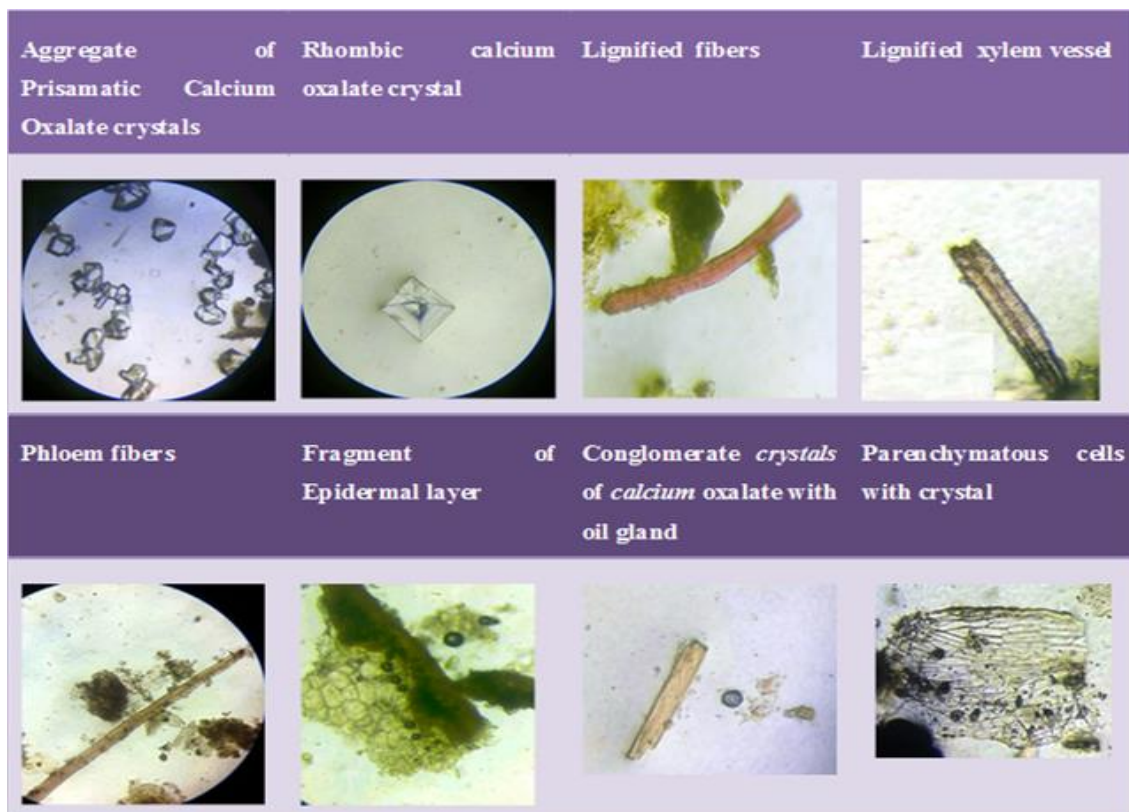 Aggregate of
Prisamatic Calcium
Oxalate crystals
Rhombic calcium
oxalate crystal
Lignified fibers
Lignified xylem vessel
Phloem fibers
Fragment of
Epidermal layer
Conglomerate crystals
of calcium oxalate with
oil gland
Parenchymatous cells
with crystal